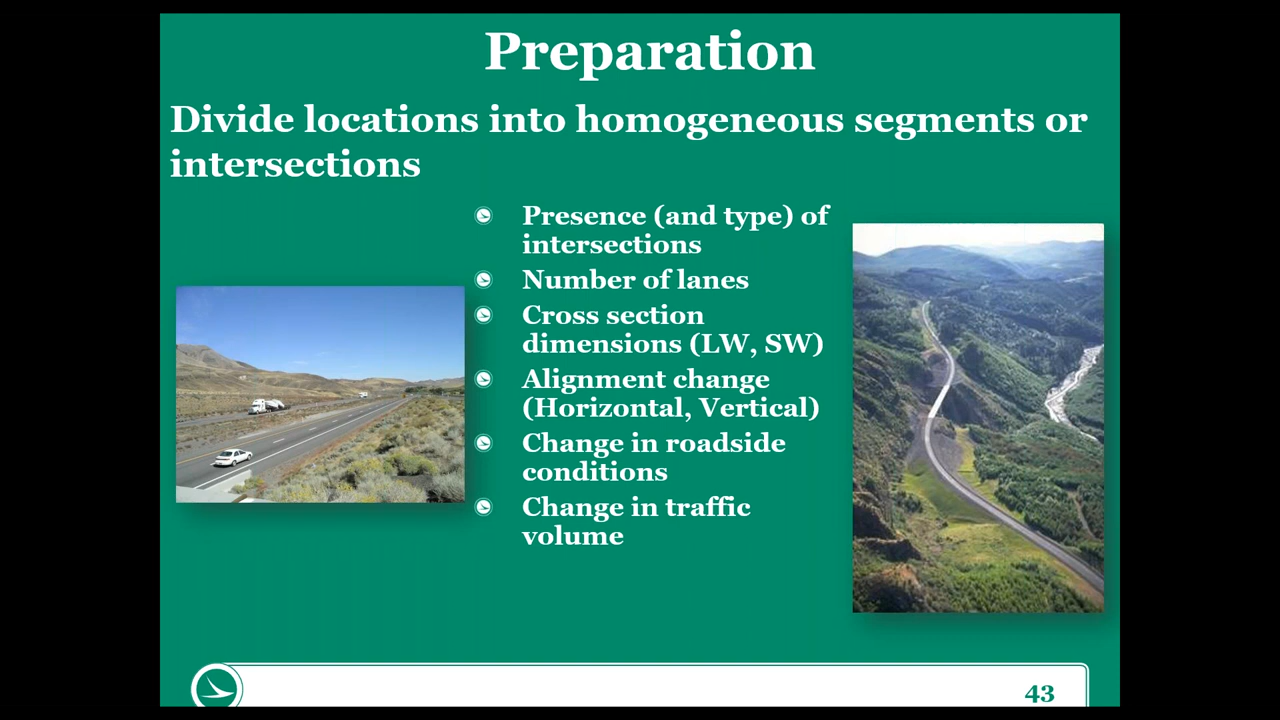 Preparation
Divide locations into homogeneous segments or
intersections
Presence (and type) of
intersections
Number of lanes
Cross section
dimensions (LW, SW)
Alignment change
(Horizontal, Vertical)
Change in roadside
conditions
Change in traffic
volume
43